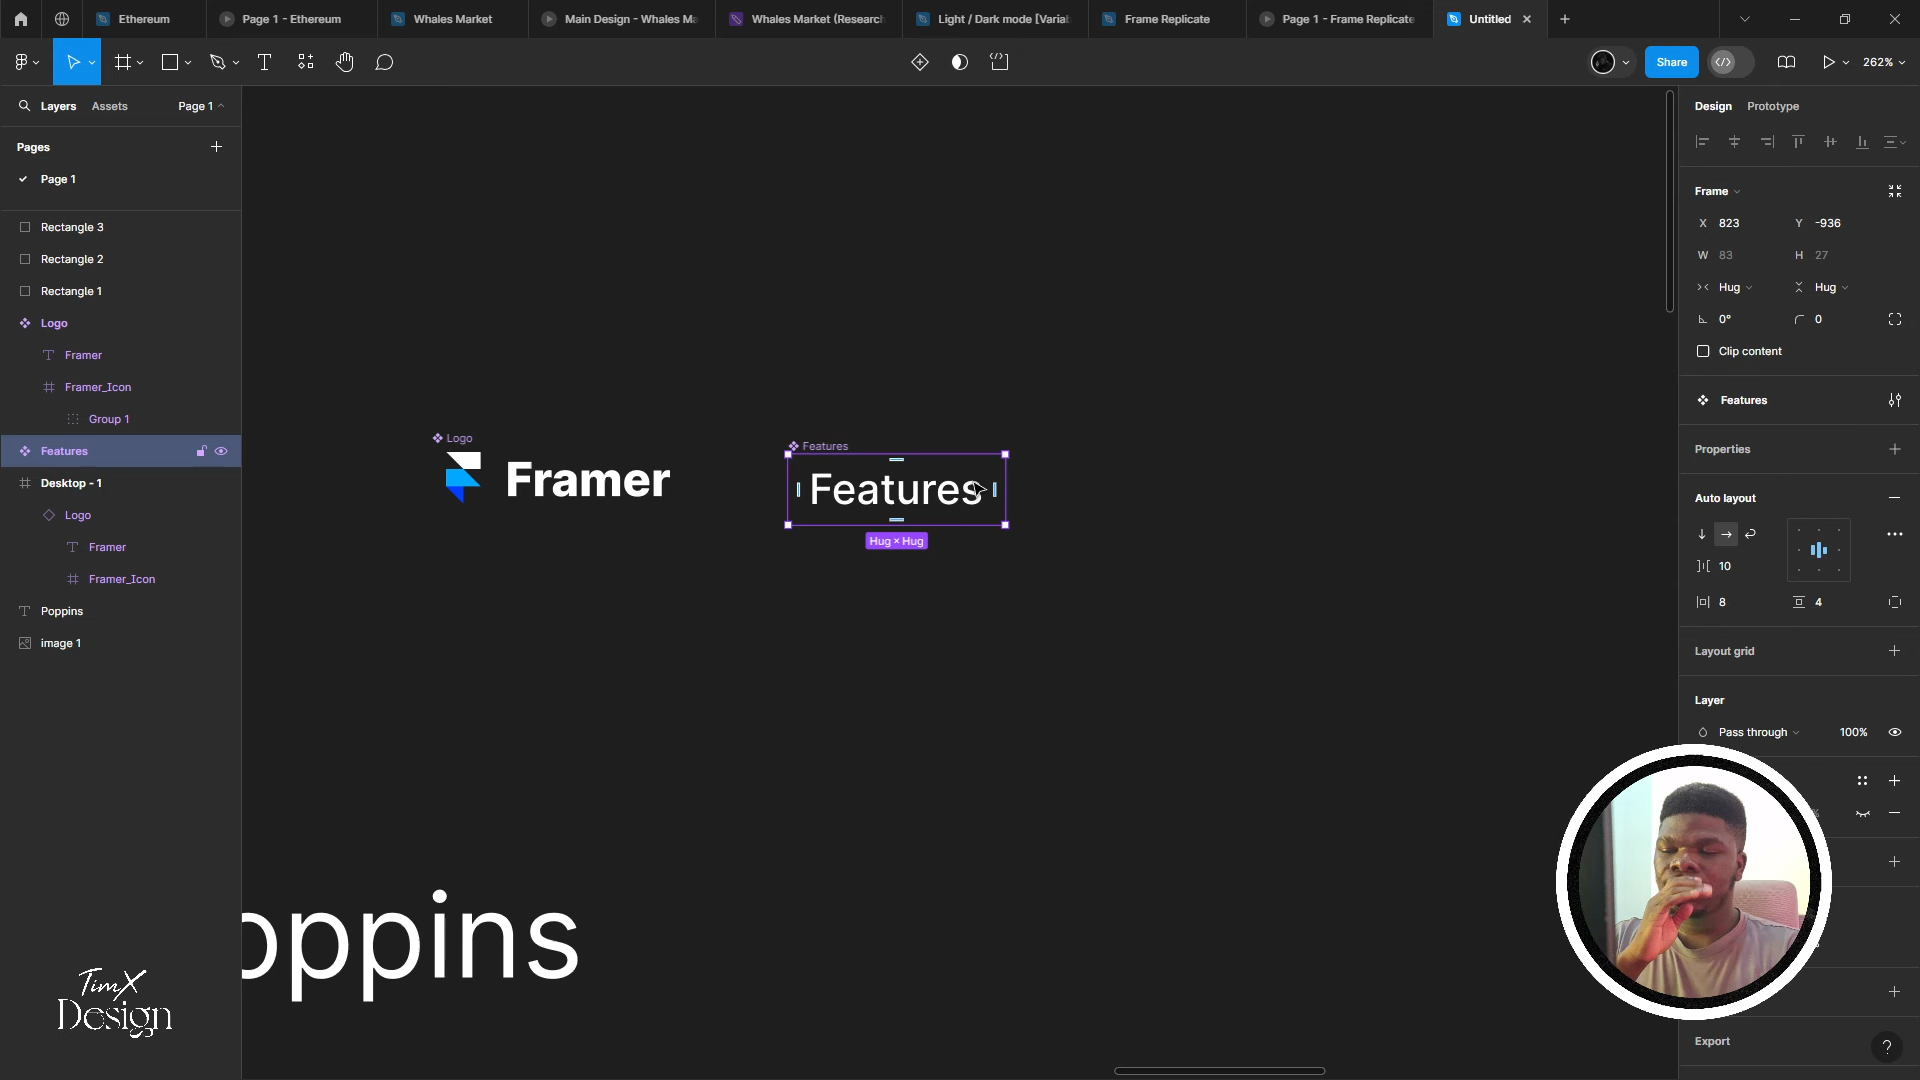 Ethereum
Page 1 - Ethereum
Whales Market
Main Design - Whales Ma
Whales Market (Research
Light / Dark mode [Varial
Frame Replicate
Page 1 - Frame Replicate
Untitled
Share
262%
Layers
Assets
Page 1
Pages
Page 1
Rectangle 3
Rectangle 2
Rectangle 1
Logo
Framer
Framer_Icon
Group 1
Features
Desktop - 1
Logo
Framer
Framer_Icon
Poppins
image 1
TimX
Design
Logo
Framer
Features
Features
Hug × Hug
oppins
Design
Prototype
Frame
X 823
Y -936
W 83
H 27
Hug
Hug
0°
0
Clip content
Features
Properties
Auto layout
10
8
4
Layout grid
Layer
Pass through
100%
Export
?